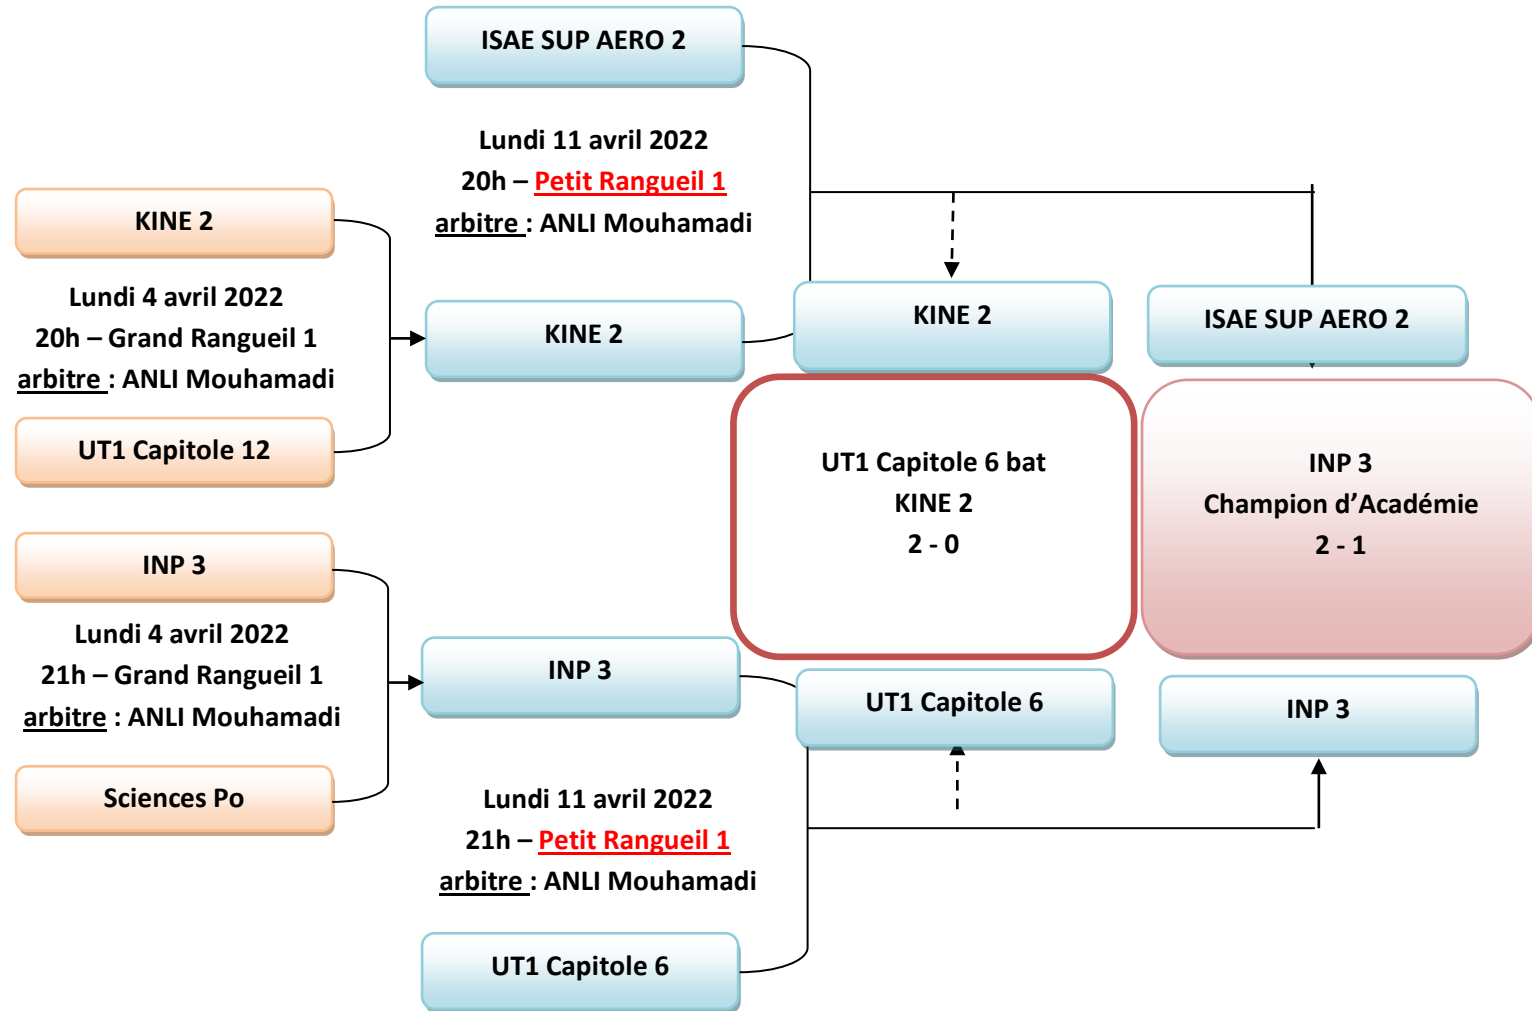 ISAE SUP AERO 2
Lundi 11 avril 2022
20h – Petit Rangueil 1
arbitre : ANLI Mouhamadi
KINE 2
Lundi 4 avril 2022
20h – Grand Rangueil 1
arbitre : ANLI Mouhamadi
UT1 Capitole 12
KINE 2
KINE 2
ISAE SUP AERO 2
UT1 Capitole 6 bat
KINE 2
2 - 0
INP 3
Champion d’Académie
2 - 1
INP 3
Lundi 4 avril 2022
21h – Grand Rangueil 1
arbitre : ANLI Mouhamadi
Sciences Po
INP 3
UT1 Capitole 6
INP 3
Lundi 11 avril 2022
21h – Petit Rangueil 1
arbitre : ANLI Mouhamadi
UT1 Capitole 6